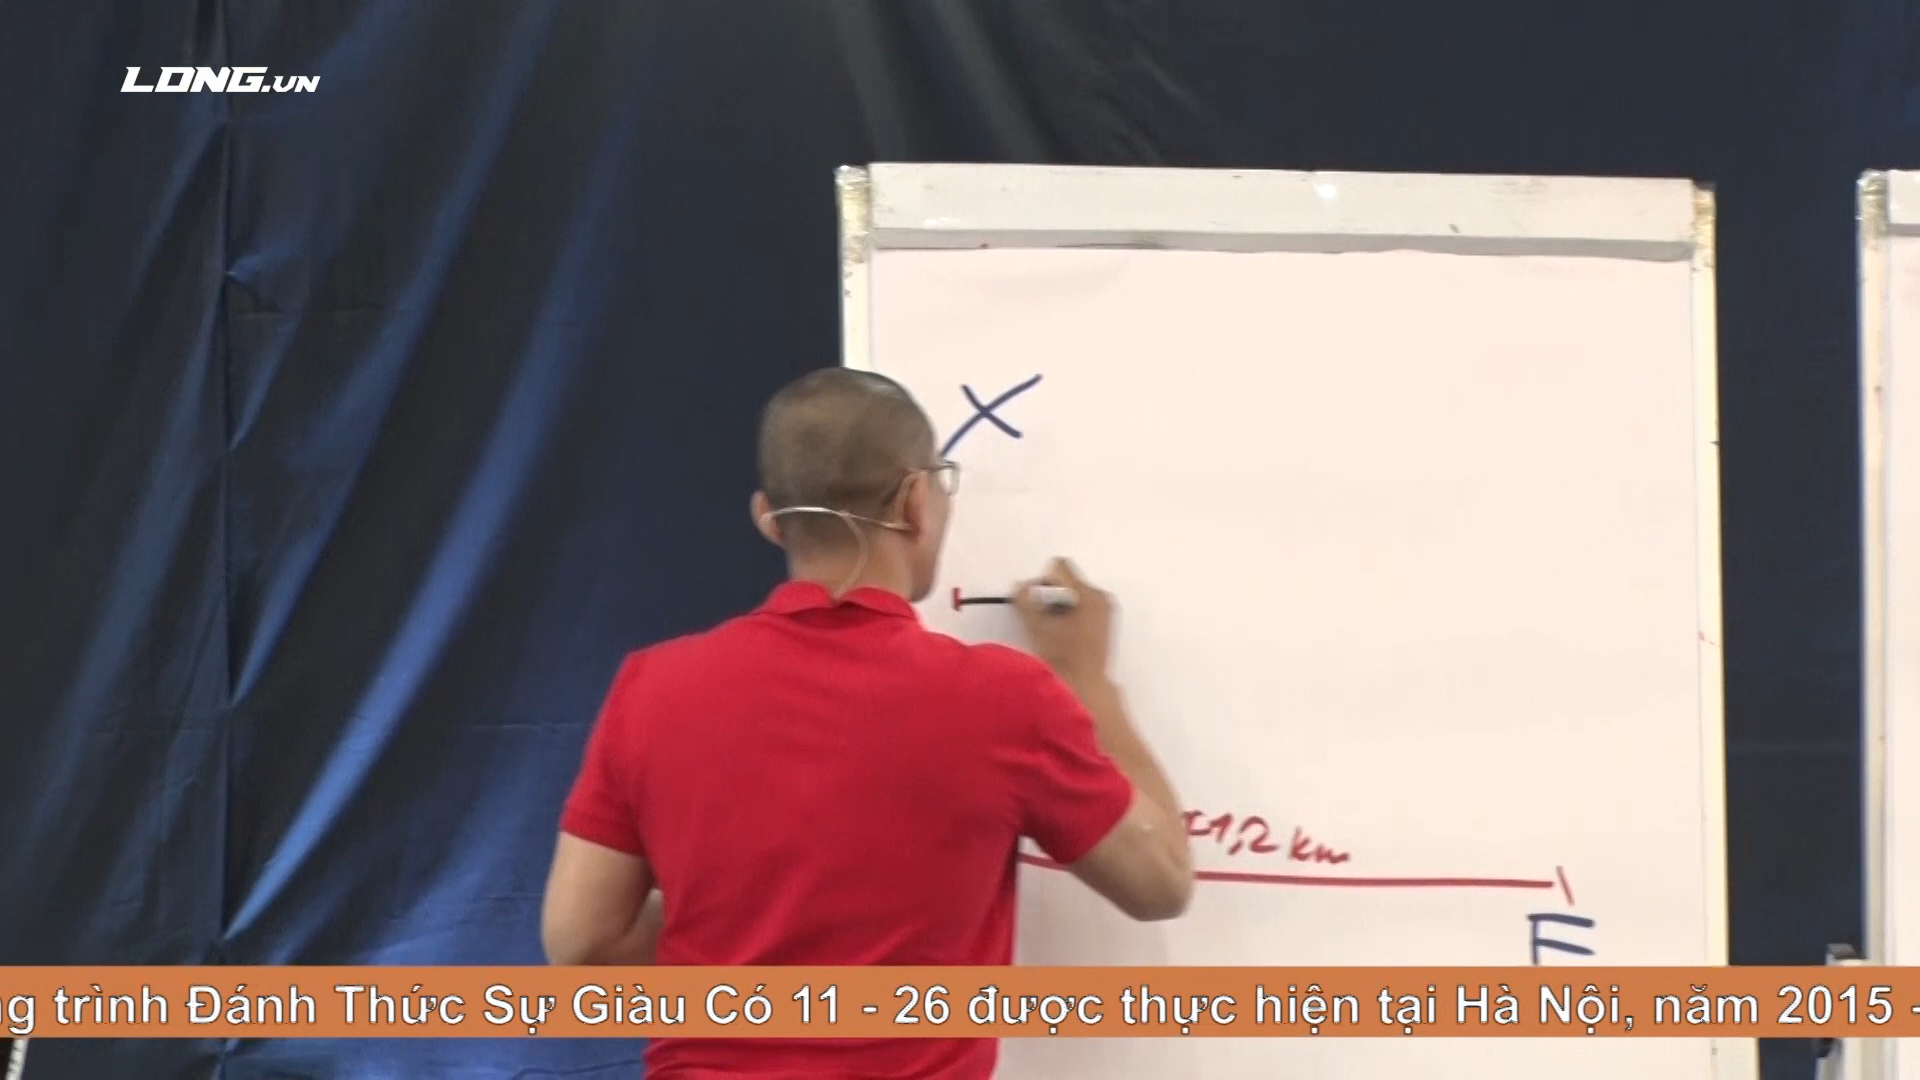 LONG.VN
X
1,2 km
F
g trình Đánh Thức Sự Giàu Có 11 - 26 được thực hiện tại Hà Nội, năm 2015 -